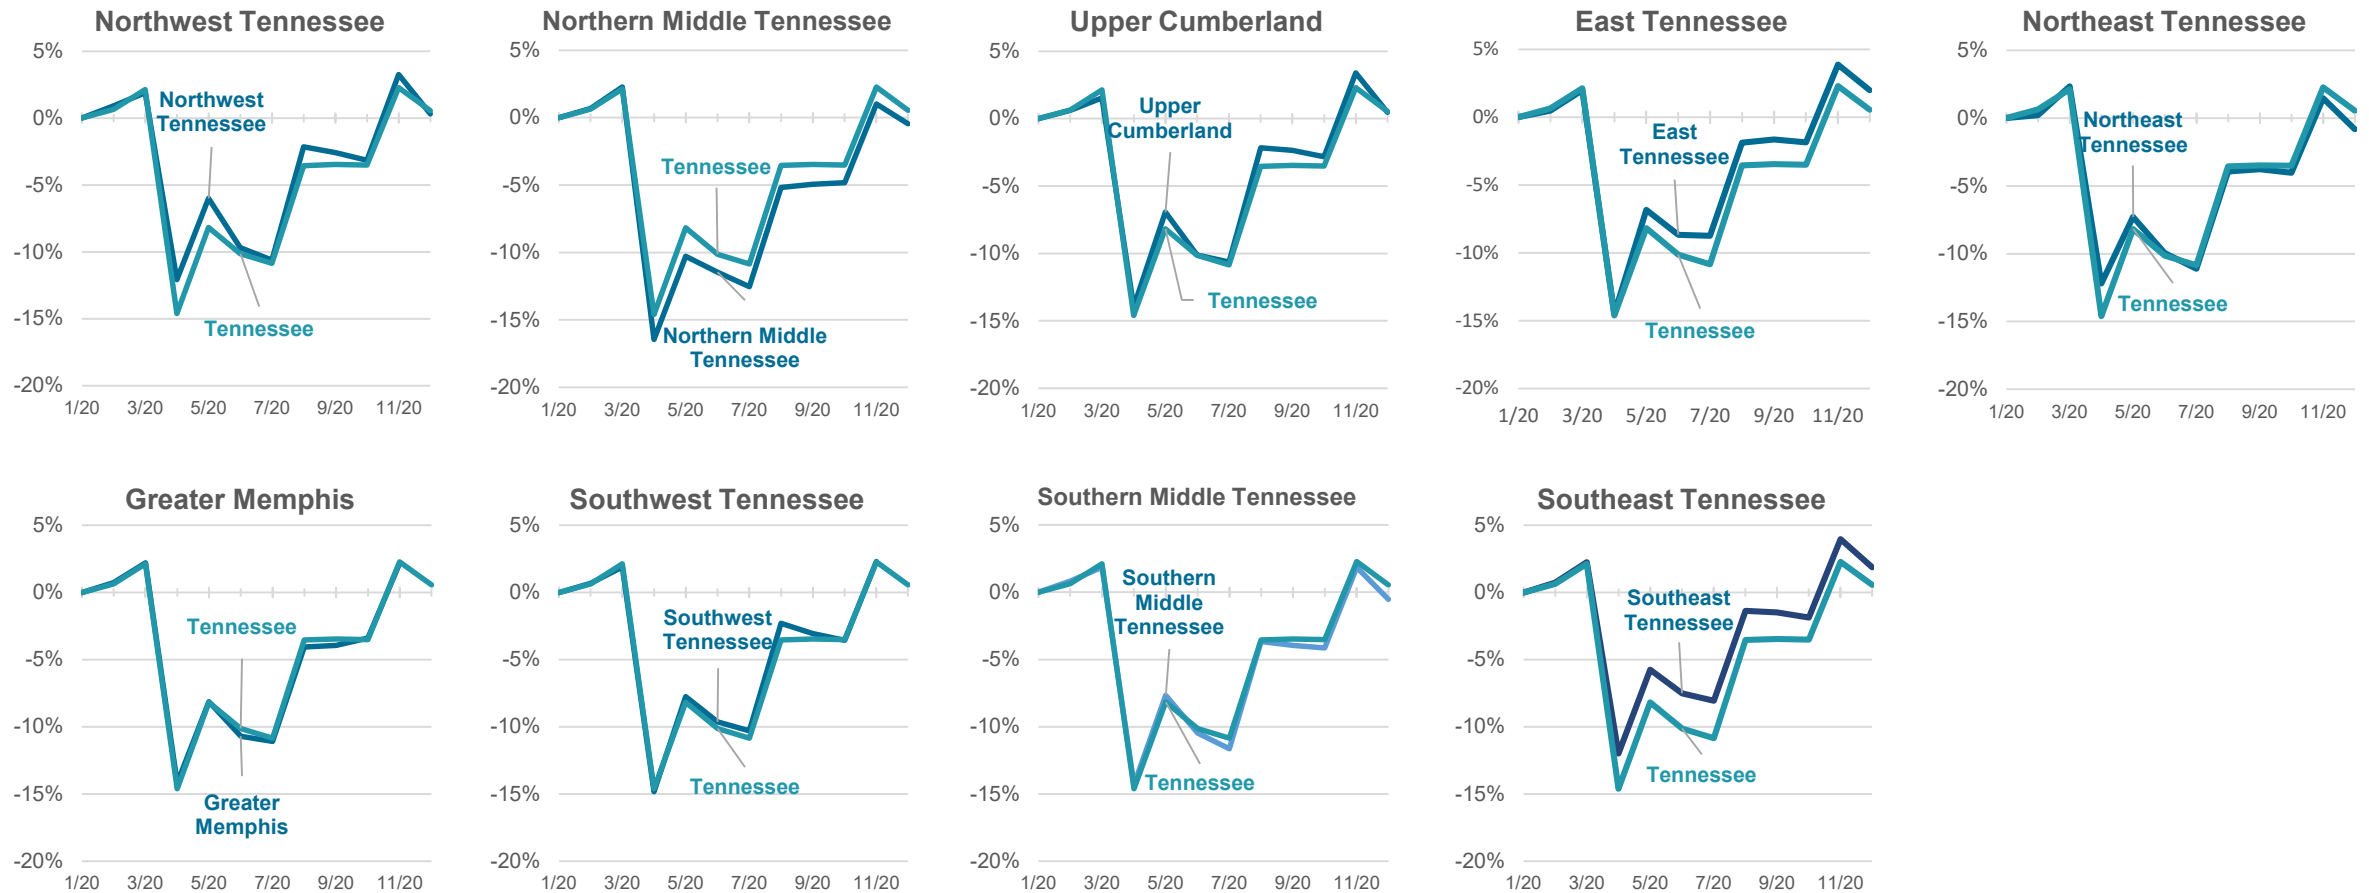 Northwest Tennessee
5%
0%
-5%
-10%
-15%
-20%
Northwest
Tennessee
Tennessee
1/20 3/20 5/20 7/20 9/20 11/20
Northern Middle Tennessee
5%
0%
-5%
-10%
-15%
-20%
Tennessee
Northern Middle
Tennessee
1/20 3/20 5/20 7/20 9/20 11/20
Upper Cumberland
5%
0%
-5%
-10%
-15%
-20%
Upper
Cumberland
Tennessee
1/20 3/20 5/20 7/20 9/20 11/20
East Tennessee
5%
0%
-5%
-10%
-15%
-20%
East
Tennessee
Tennessee
1/20 3/20 5/20 7/20 9/20 11/20
Northeast Tennessee
5%
0%
-5%
-10%
-15%
-20%
Northeast
Tennessee
Tennessee
1/20 3/20 5/20 7/20 9/20 11/20
Greater Memphis
5%
0%
-5%
-10%
-15%
-20%
Tennessee
Greater
Memphis
1/20 3/20 5/20 7/20 9/20 11/20
Southwest Tennessee
5%
0%
-5%
-10%
-15%
-20%
Southwest
Tennessee
Tennessee
1/20 3/20 5/20 7/20 9/20 11/20
Southern Middle Tennessee
5%
0%
-5%
-10%
-15%
-20%
Southern
Middle
Tennessee
Tennessee
1/20 3/20 5/20 7/20 9/20 11/20
Southeast Tennessee
5%
0%
-5%
-10%
-15%
-20%
Southeast
Tennessee
Tennessee
1/20 3/20 5/20 7/20 9/20 11/20